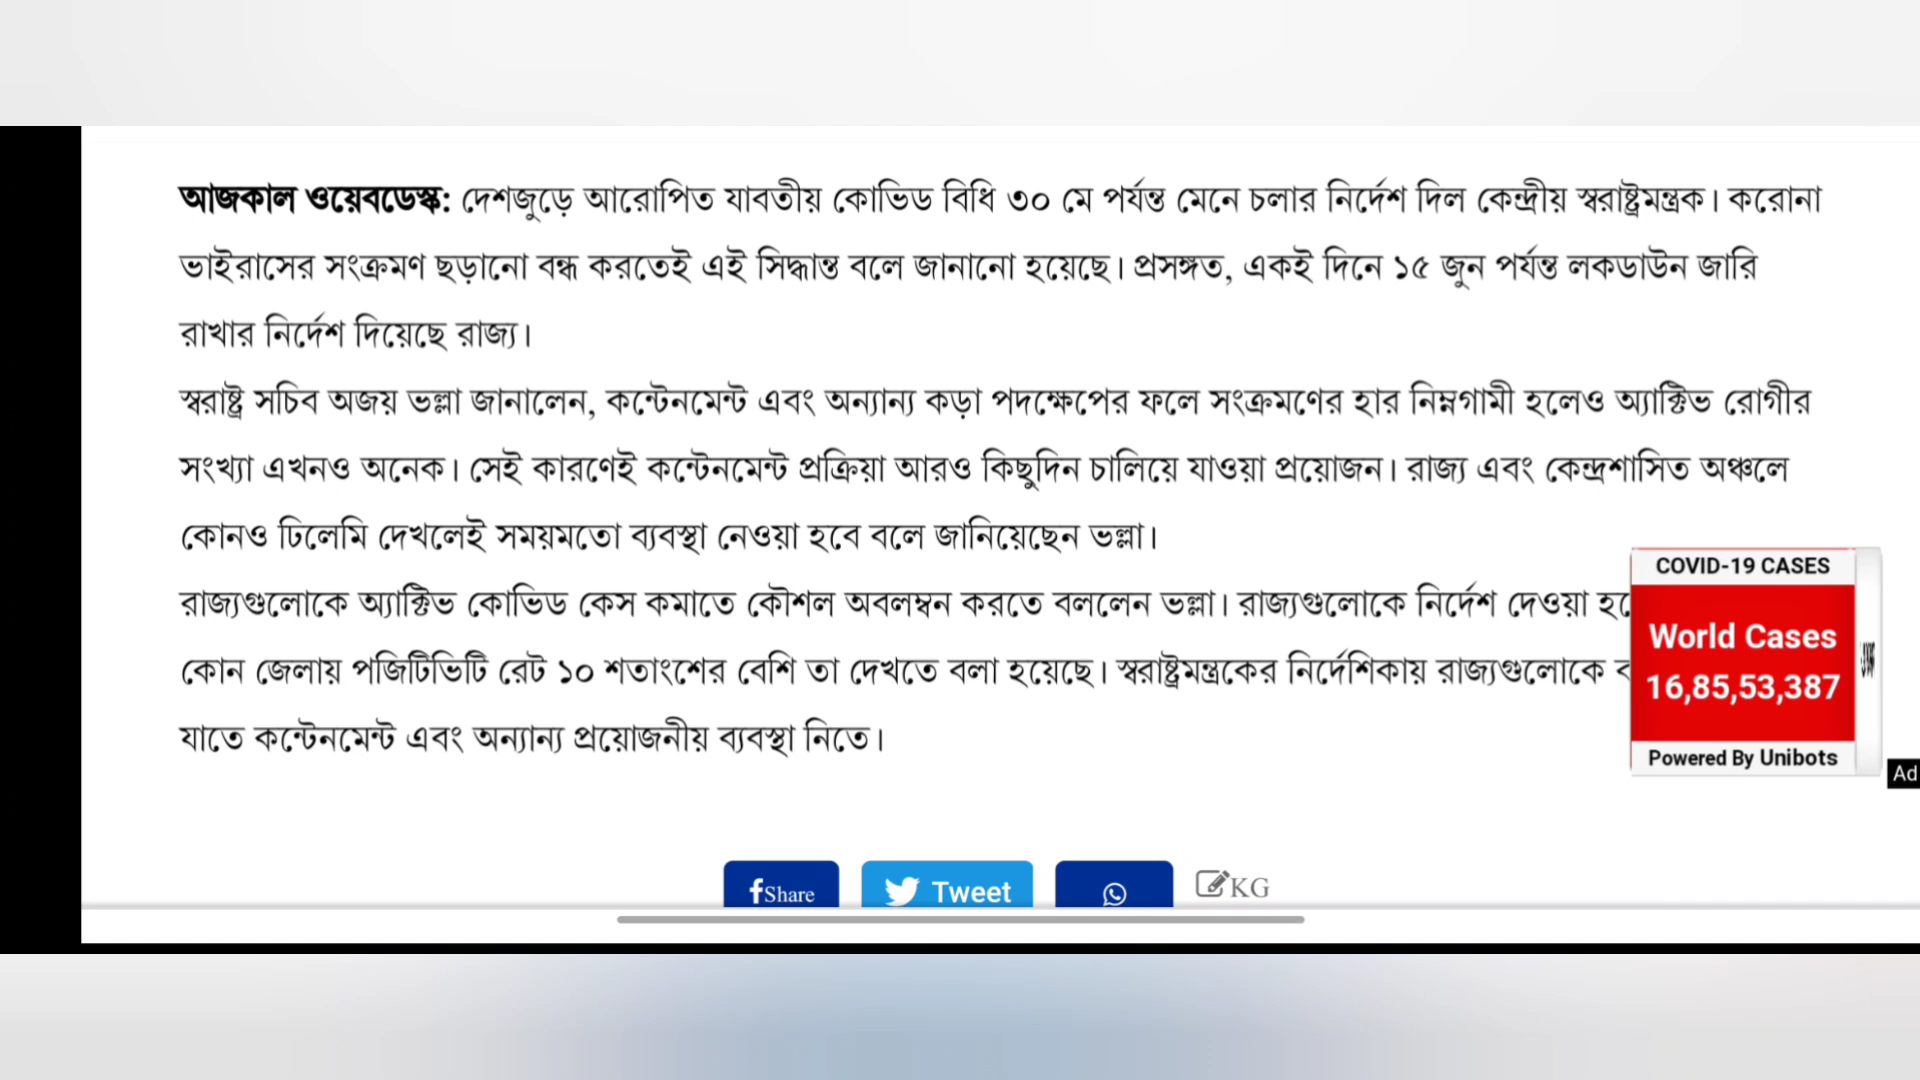 আজকাল ওয়েবডেস্ক: দেশজুড়ে আরোপিত যাবতীয় কোভিড বিধি ৩০ মে পর্যন্ত মেনে চলার নির্দেশ দিল কেন্দ্রীয় স্বরাষ্ট্রমন্ত্রক। করোনা
ভাইরাসের সংক্রমণ ছড়ানো বন্ধ করতেই এই সিদ্ধান্ত বলে জানানো হয়েছে। প্রসঙ্গত, একই দিনে ১৫ জুন পর্যন্ত লকডাউন জারি
রাখার নির্দেশ দিয়েছে রাজ্য।
স্বরাষ্ট্র সচিব অজয় ভল্লা জানালেন, কন্টেনমেন্ট এবং অন্যান্য কড়া পদক্ষেপের ফলে সংক্রমণের হার নিম্নগামী হলেও অ্যাক্টিভ রোগীর
সংখ্যা এখনও অনেক। সেই কারণেই কন্টেনমেন্ট প্রক্রিয়া আরও কিছুদিন চালিয়ে যাওয়া প্রয়োজন। রাজ্য এবং কেন্দ্রশাসিত অঞ্চলে
কোনও ঢিলেমি দেখলেই সময়মতো ব্যবস্থা নেওয়া হবে বলে জানিয়েছেন ভল্লা।
রাজ্যগুলোকে অ্যাক্টিভ কোভিড কেস কমাতে কৌশল অবলম্বন করতে বললেন ভল্লা। রাজ্যগুলোকে নির্দেশ দেওয়া
কোন জেলায় পজিটিভিটি রেট ১০ শতাংশের বেশি তা দেখতে বলা হয়েছে। স্বরাষ্ট্রমন্ত্রকের নির্দেশিকায় রাজ্যগুলোকে
যাতে কন্টেনমেন্ট এবং অন্যান্য প্রয়োজনীয় ব্যবস্থা নিতে।
COVID-19 CASES
World Cases
16,85,53,387
Powered By Unibots
Ad
Share
Tweet
KG